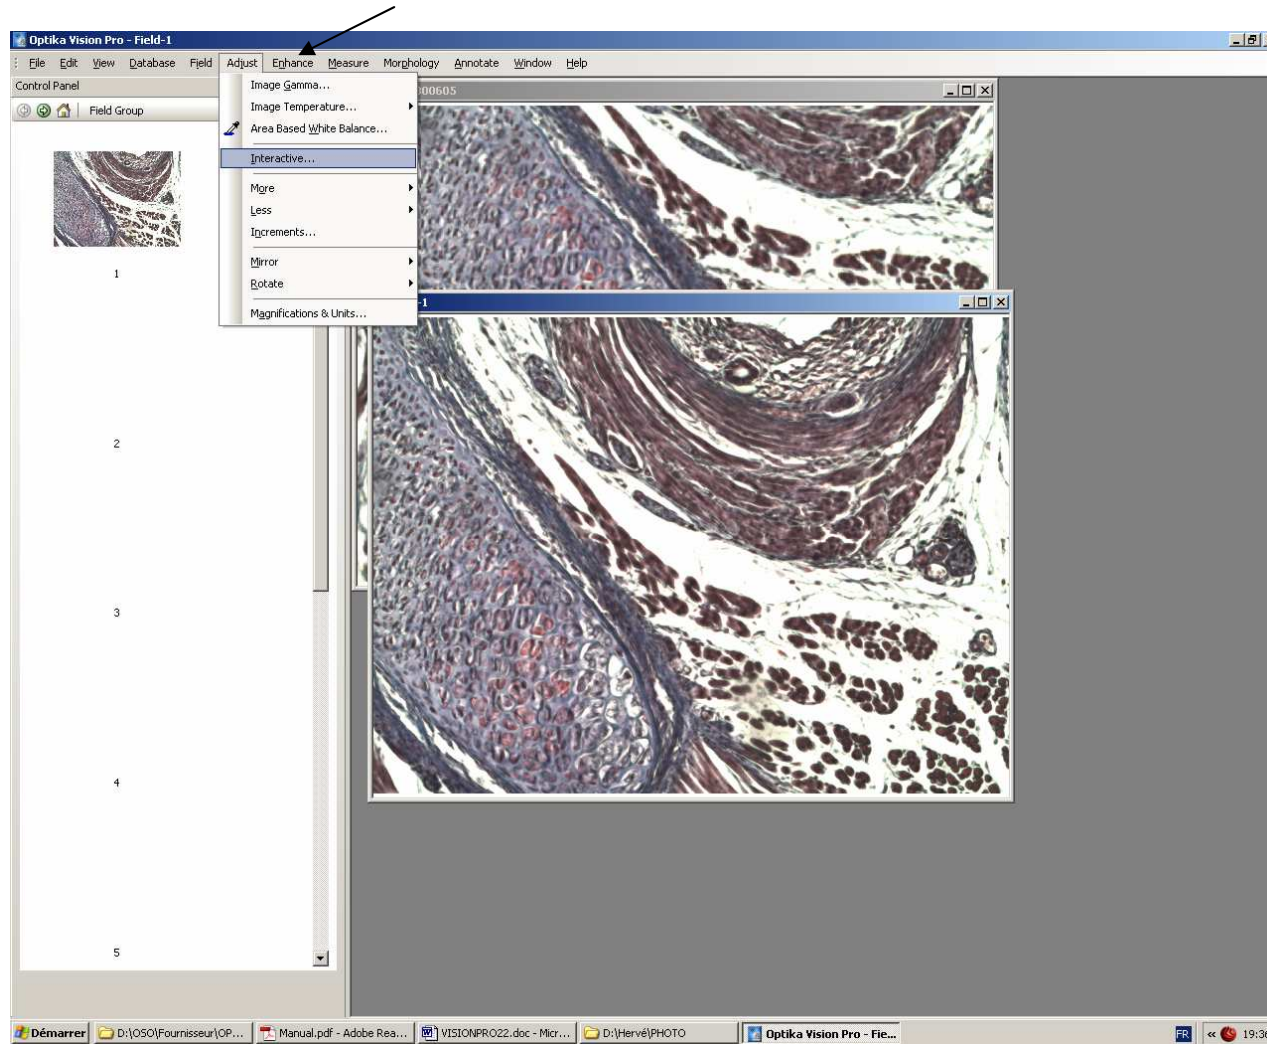 Optika Vision Pro - Field-1
File Edit View Database Field Adjust Enhance Measure Morphology Annotate Window Help
Control Panel
Field Group
Image Gamma...
Image Temperature...
Area Based White Balance...
Interactive...
More
Less
Increments...
Mirror
Rotate
Magnifications & Units...
00605
-1
1
2
3
4
5
Démarrer D:\OSO\Fournisseur\OP... Manual.pdf - Adobe Rea... VISIONPRO22.doc - Micr... D:\Hervé\PHOTO Optika Vision Pro - Fie... FR « 19:36